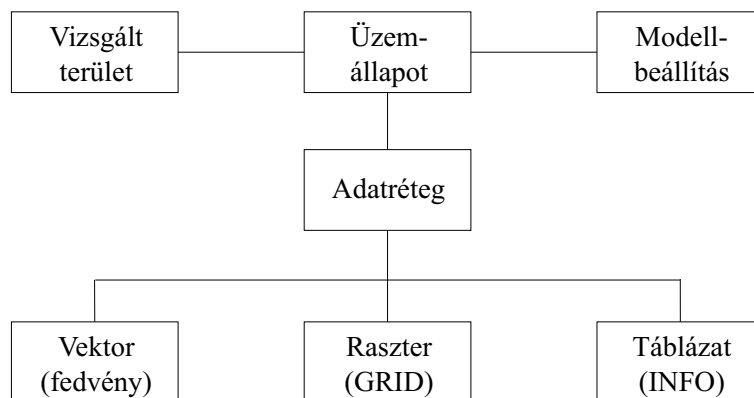 Vizsgált
terület
Üzem-
állapot
Modell-
beállítás
Adatréteg
Vektor
(fedvény)
Raszter
(GRID)
Táblázat
(INFO)